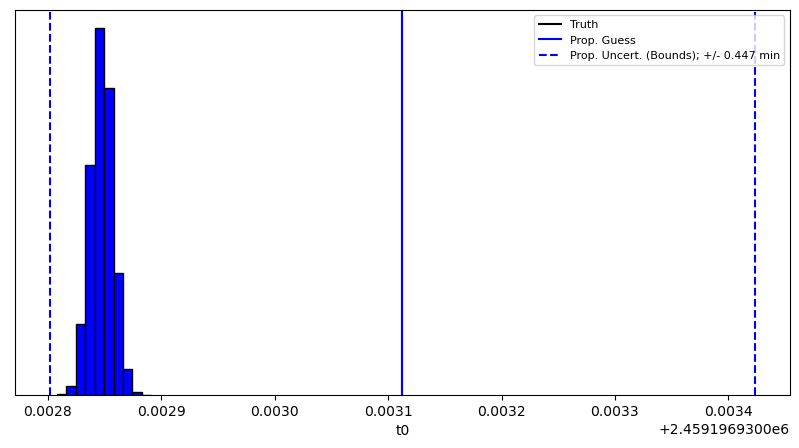 Truth
Prop. Guess
Prop. Uncert. (Bounds); +/- 0.447 min
0.0028 0.0029 0.0030 0.0031 0.0032 0.0033 0.0034
t0
+2.4591969300e6